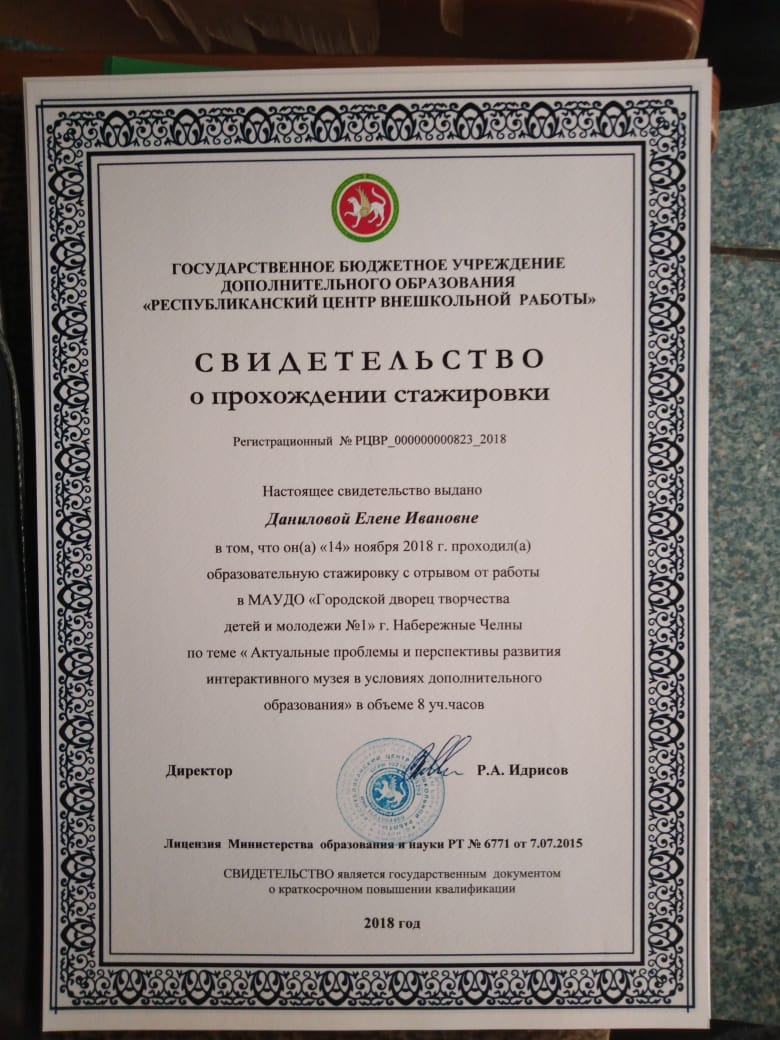 ГОСУДАРСТВЕННОЕ БЮДЖЕТНОЕ УЧРЕЖДЕНИЕ
ДОПОЛНИТЕЛЬНОГО ОБРАЗОВАНИЯ
«РЕСПУБЛИКАНСКИЙ ЦЕНТР ВНЕШКОЛЬНОЙ РАБОТЫ»
СВИДЕТЕЛЬСТВО
о прохождении стажировки
Регистрационный № РЦВР_000000000823_2018
Настоящее свидетельство выдано
Даниловой Елене Ивановне
в том, что он(а) «14» ноября 2018 г. проходил(а)
образовательную стажировку с отрывом от работы
в МАУДО «Городской дворец творчества
детей и молодежи №1» г. Набережные Челны
по теме « Актуальные проблемы и перспективы развития
интерактивного музея в условиях дополнительного
образования» в объеме 8 уч.часов
Директор Р.А. Идрисов
Лицензия Министерства образования и науки РТ № 6771 от 7.07.2015
СВИДЕТЕЛЬСТВО является государственным документом
о краткосрочном повышении квалификации
2018 год